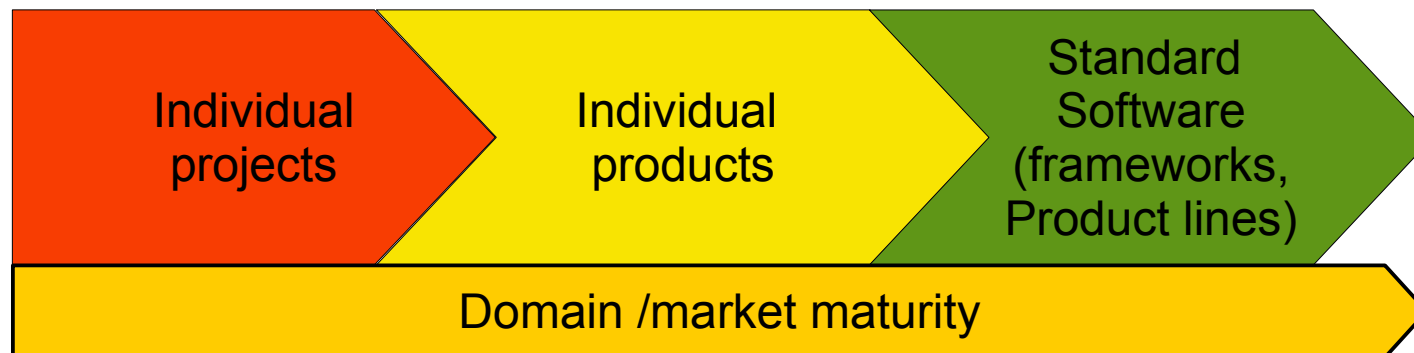 Individual
projects
Individual
products
Standard
Software
(frameworks,
Product lines)
Domain /market maturity